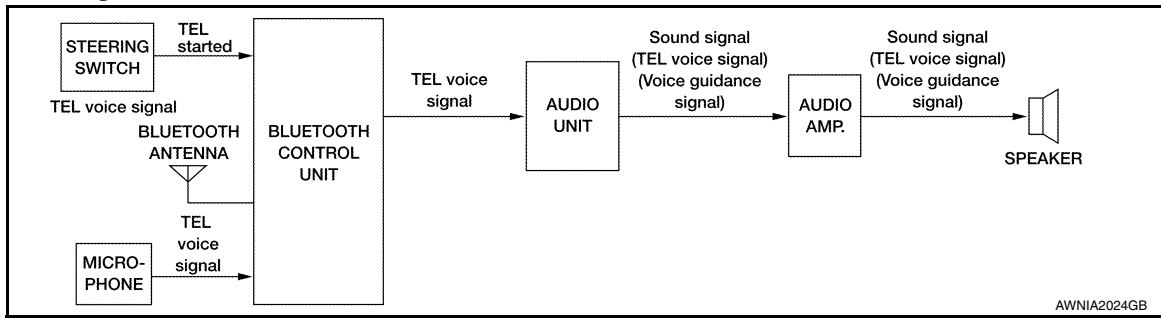 STEERING
SWITCH
TEL
started
TEL voice signal
BLUETOOTH
ANTENNA
TEL
voice
signal
MICRO-
PHONE
BLUETOOTH
CONTROL
UNIT
TEL voice
signal
AUDIO
UNIT
Sound signal
(TEL voice signal)
(Voice guidance
signal)
AUDIO
AMP.
Sound signal
(TEL voice signal)
(Voice guidance
signal)
SPEAKER
AWNIA2024GB